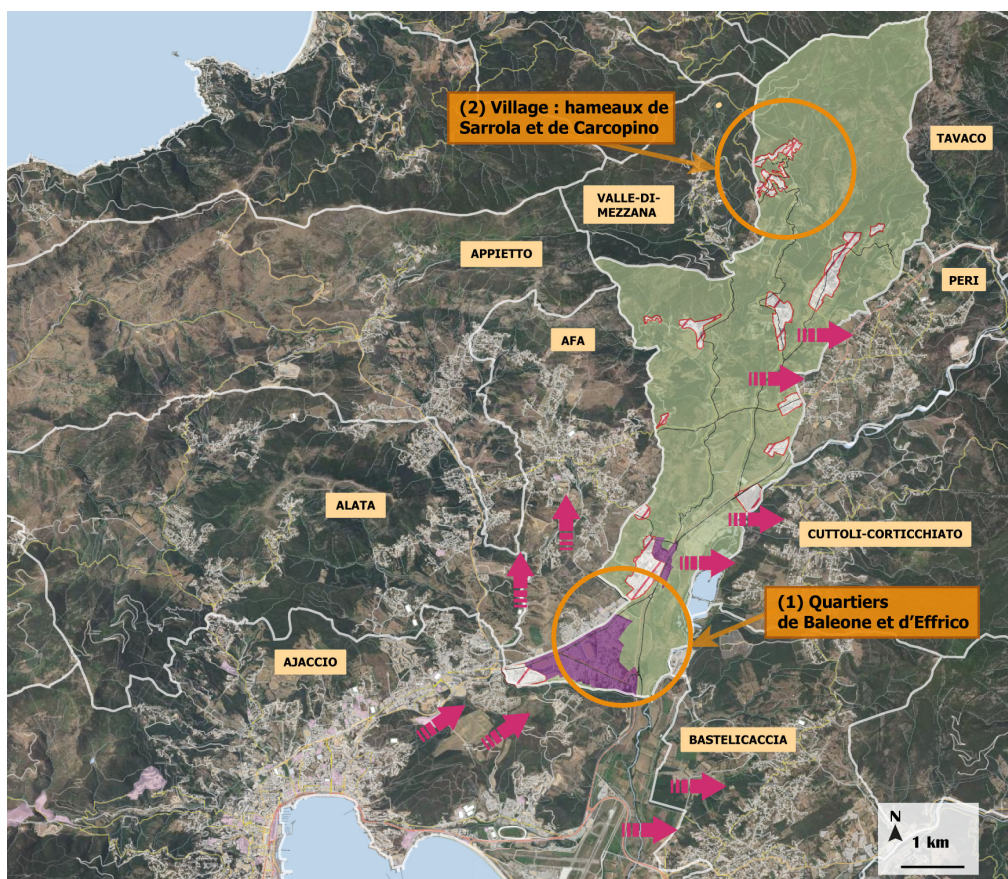 (2) Village : hameaux de
Sarrola et de Carcopino
TAVACO
VALLE-DI-
MEZZANA
APPIETTO
PERI
AFA
ALATA
CUTTOLI-CORTICCHIATO
(1) Quartiers
de Baleone et d'Effrico
AJACCIO
BASTELICACCIA
N
1 km